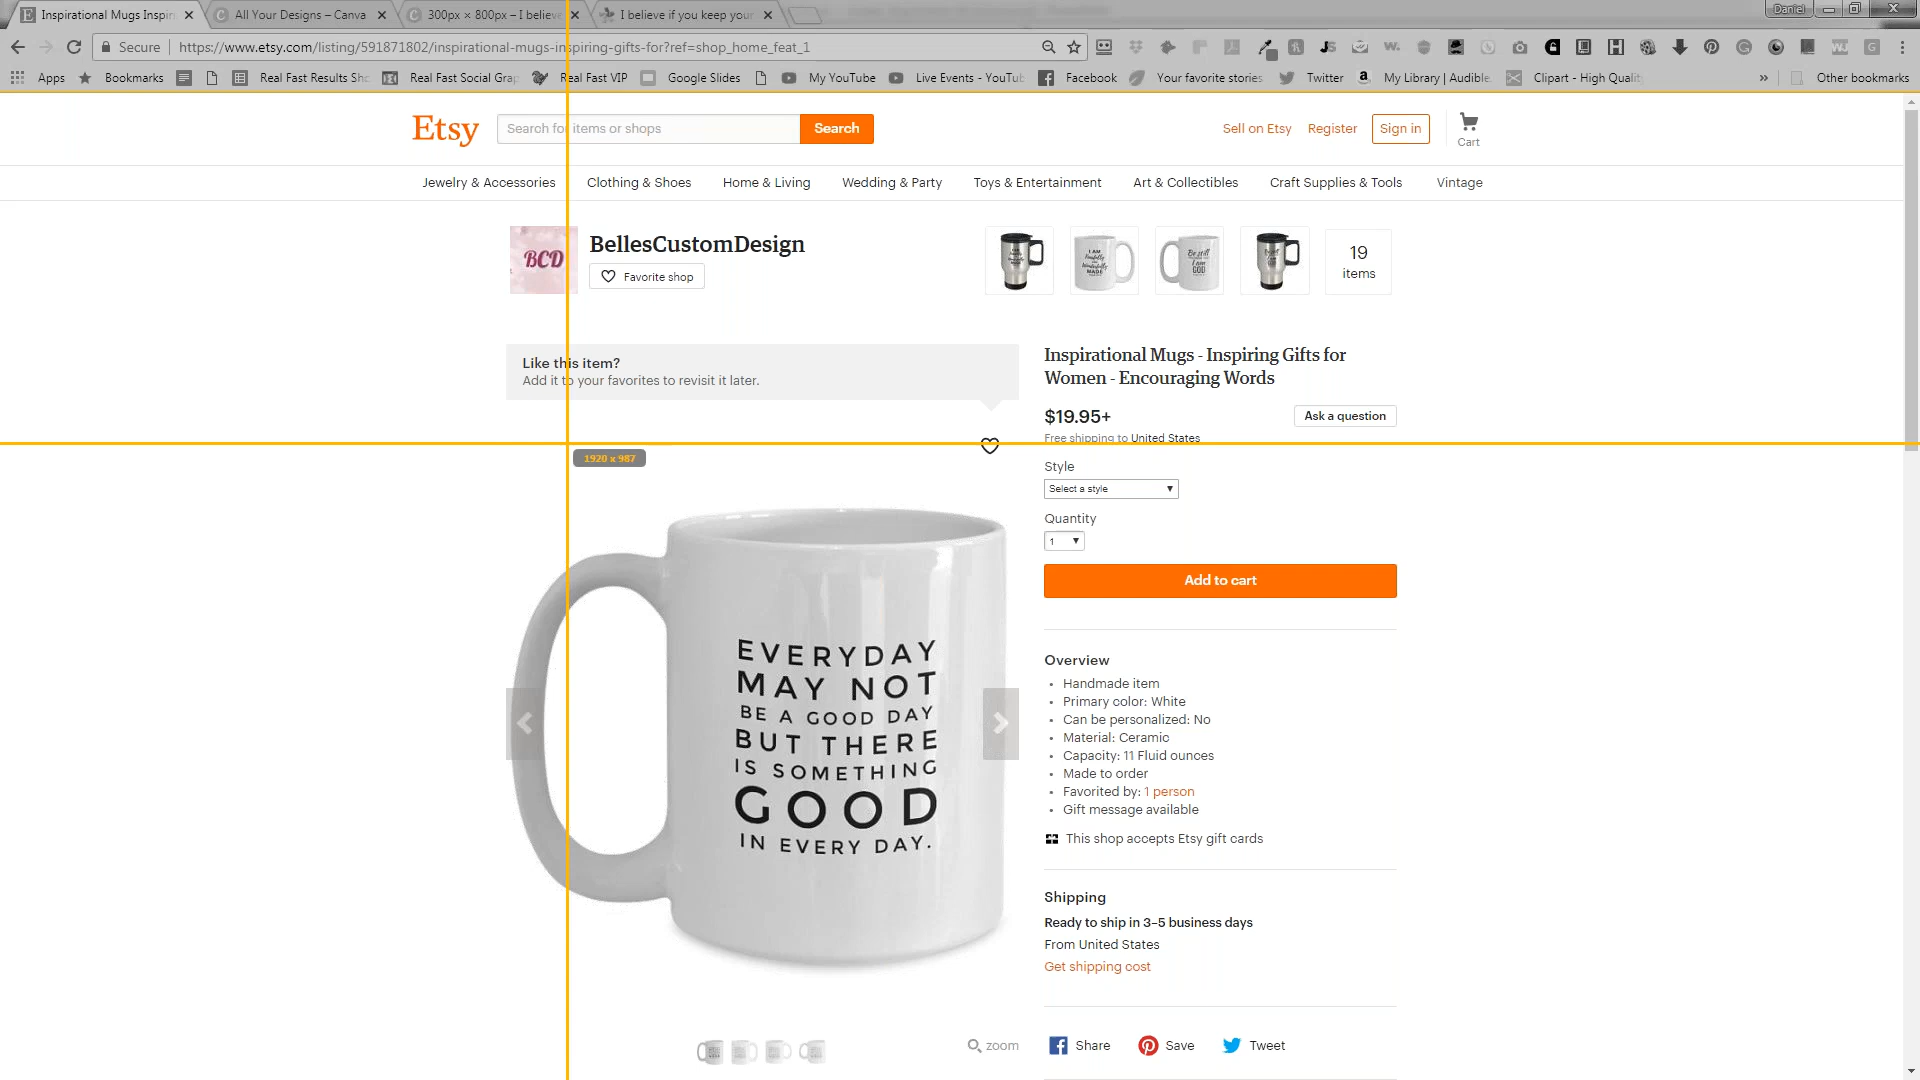 Inspirational Mugs Inspirin
All Your Designs – Canva
300px × 800px – I believe
I believe if you keep your
Daniel
Secure
https://www.etsy.com/listing/591871802/inspirational-mugs-inspiring-gifts-for?ref=shop_home_feat_1
Apps
Bookmarks
Real Fast Results Sho
Real Fast Social Grap
Real Fast VIP
Google Slides
My YouTube
Live Events - YouTub
Facebook
Your favorite stories
Twitter
My Library | Audible
Clipart - High Qualit
Other bookmarks
Etsy
Search for items or shops
Search
Sell on Etsy
Register
Sign in
Cart
Jewelry & Accessories
Clothing & Shoes
Home & Living
Wedding & Party
Toys & Entertainment
Art & Collectibles
Craft Supplies & Tools
Vintage
BCD
BellesCustomDesign
Favorite shop
19
items
Like this item?
Add it to your favorites to revisit it later.
Inspirational Mugs - Inspiring Gifts for
Women - Encouraging Words
$19.95+
Ask a question
Free shipping to United States
1920 x 987
Style
Select a style
Quantity
1
Add to cart
EVERYDAY
MAY NOT
BE A GOOD DAY
BUT THERE
IS SOMETHING
GOOD
IN EVERY DAY.
Overview
Handmade item
Primary color: White
Can be personalized: No
Material: Ceramic
Capacity: 11 Fluid ounces
Made to order
Favorited by: 1 person
Gift message available
This shop accepts Etsy gift cards
Shipping
Ready to ship in 3–5 business days
From United States
Get shipping cost
zoom
Share
Save
Tweet